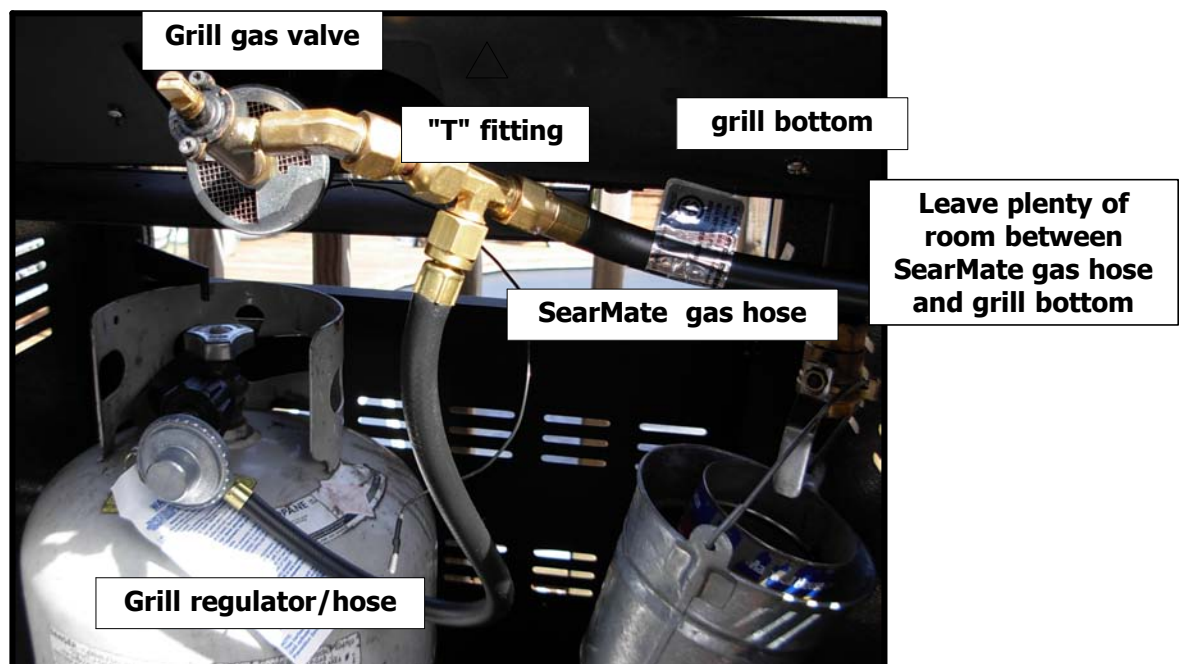 Grill gas valve
"T" fitting
grill bottom
Leave plenty of
room between
SearMate gas hose
and grill bottom
SearMate gas hose
PANE
Grill regulator/hose